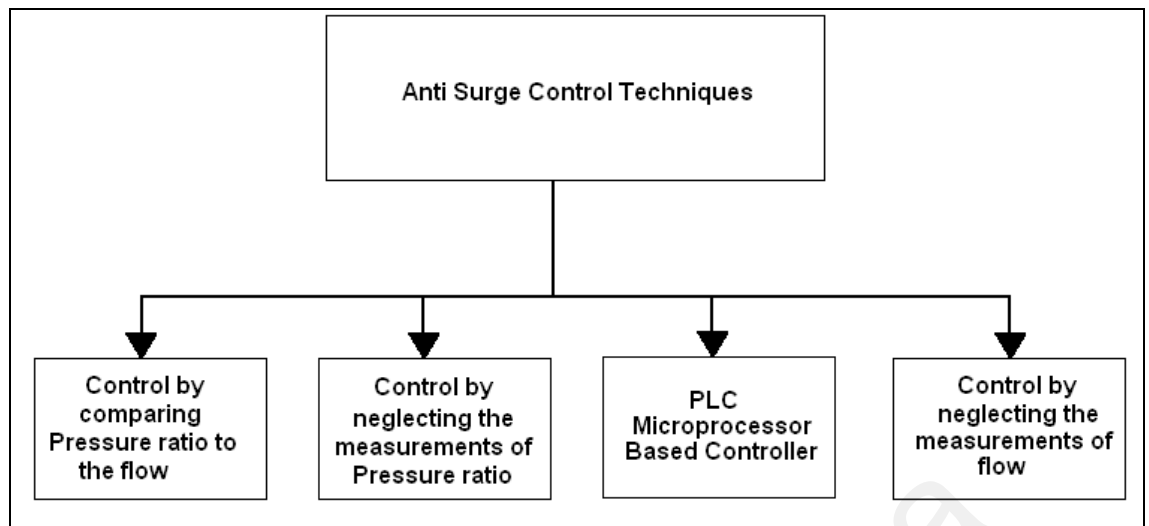 Anti Surge Control Techniques
Control by
comparing
Pressure ratio to
the flow
Control by
neglecting the
measurements of
Pressure ratio
PLC
Microprocessor
Based Controller
Control by
neglecting the
measurements of
flow